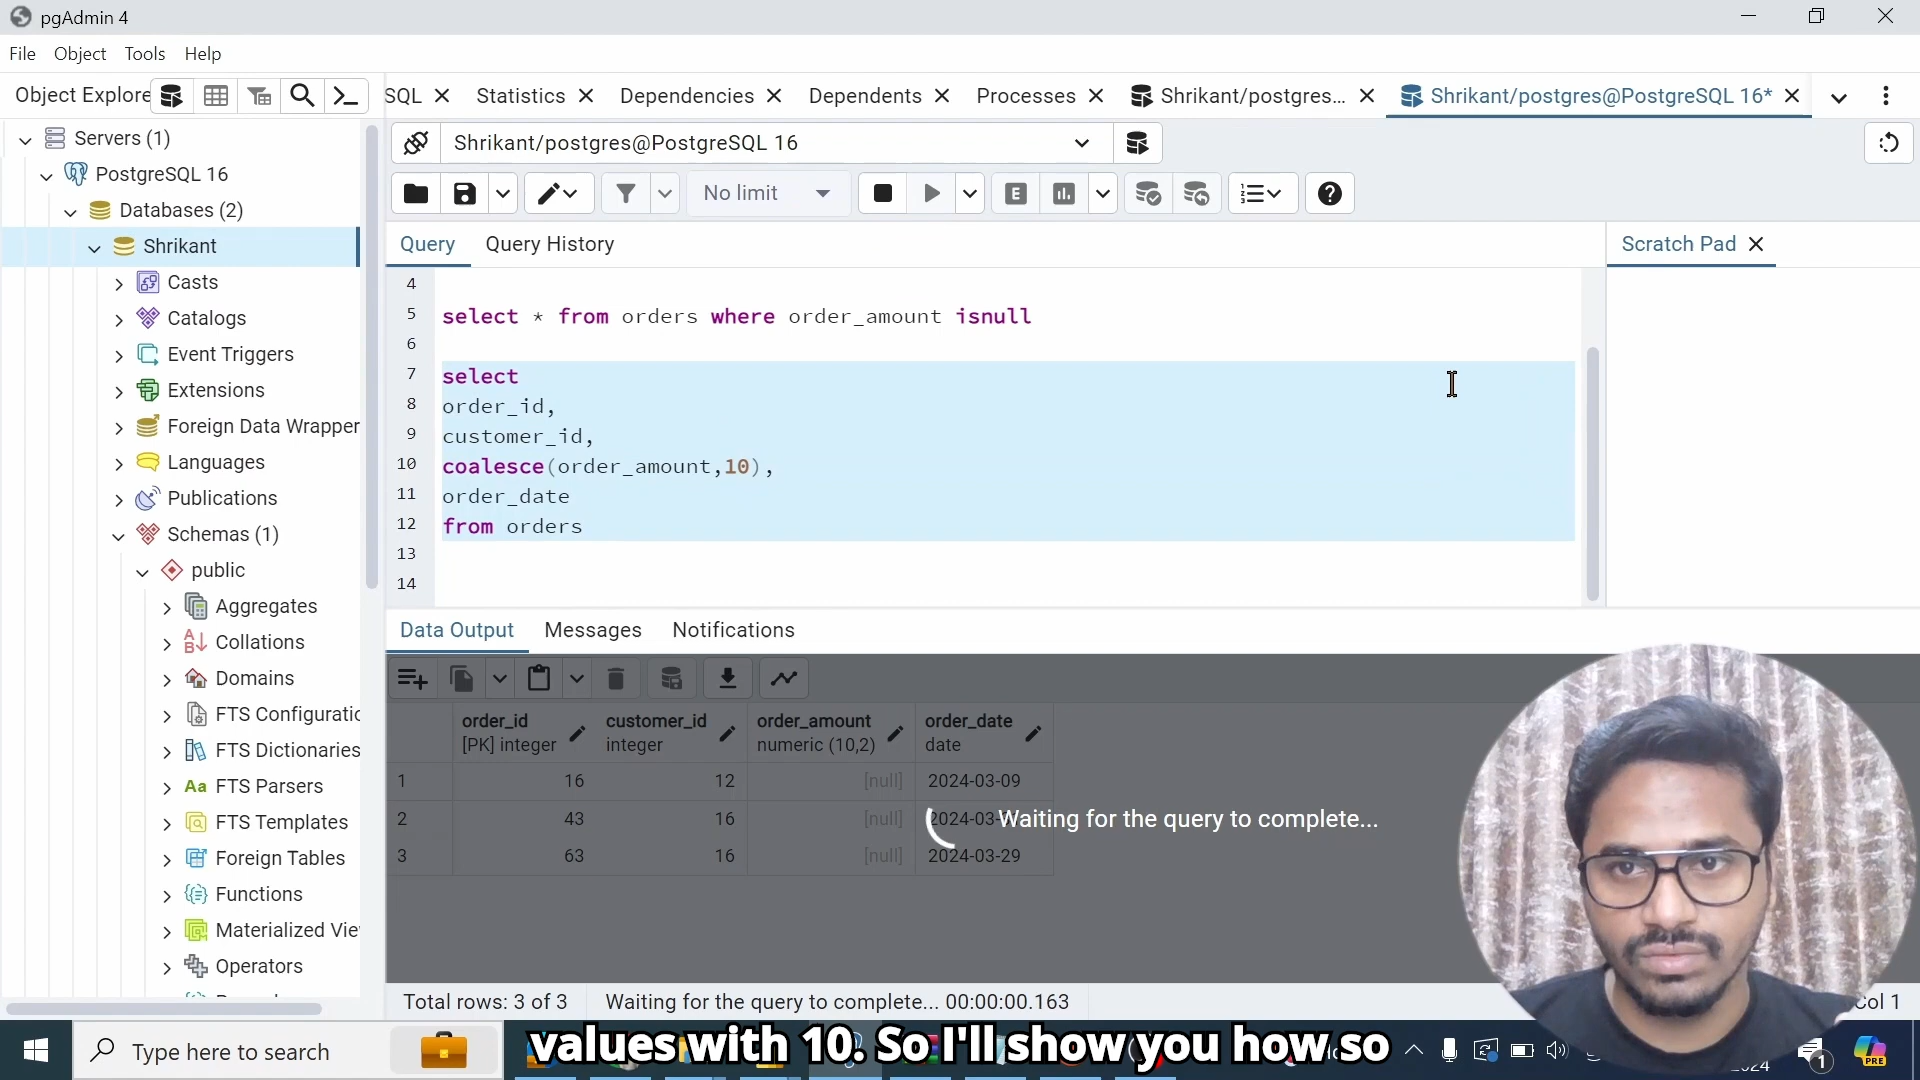 pgAdmin 4
File Object Tools Help
Object Explore
SQL Statistics Dependencies Dependents Processes Shrikant/postgres... Shrikant/postgres@PostgreSQL 16*
Servers (1)
PostgreSQL 16
Databases (2)
Shrikant
Casts
Catalogs
Event Triggers
Extensions
Foreign Data Wrapper
Languages
Publications
Schemas (1)
public
Aggregates
Collations
Domains
FTS Configuratic
FTS Dictionaries
Aa FTS Parsers
FTS Templates
Foreign Tables
Functions
Materialized Vie
Operators
Shrikant/postgres@PostgreSQL 16
No limit
E
Query Query History
Scratch Pad
4
5 select * from orders where order_amount isnull
6
7 select
8 order_id,
9 customer_id,
10 coalesce(order_amount,10),
11 order_date
12 from orders
13
14
Data Output Messages Notifications
order_id customer_id order_amount order_date
[PK] integer integer numeric (10,2) date
1 16 12 [null] 2024-03-09
2 43 16 [null] 2024-03-
Waiting for the query to complete...
3 63 16 [null] 2024-03-29
Total rows: 3 of 3 Waiting for the query to complete... 00:00:00.163
Col 1
Type here to search
values with 10. So I'll show you how so
2024
1
PRE